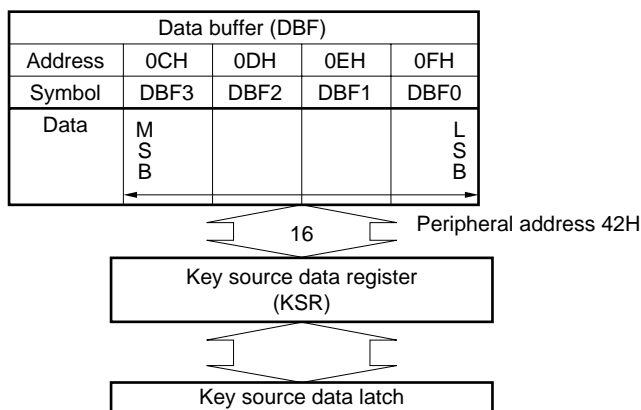 Data buffer (DBF)
Address 0CH 0DH 0EH 0FH
Symbol DBF3 DBF2 DBF1 DBF0
Data M L
S S
B B
16 Peripheral address 42H
Key source data register
(KSR)
Key source data latch